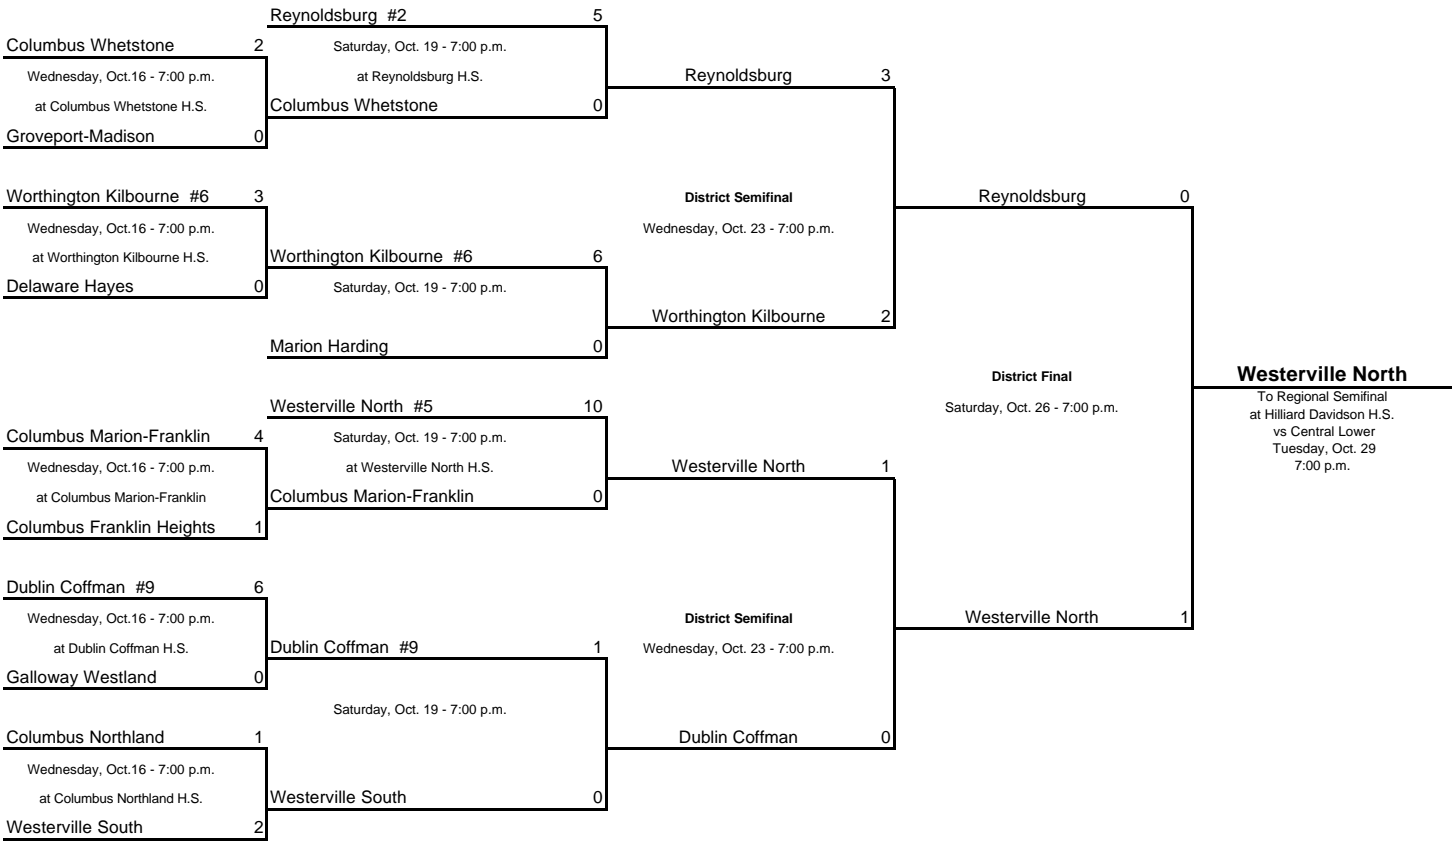 Reynoldsburg #2 5
Columbus Whetstone 2
Saturday, Oct. 19 - 7:00 p.m.
Wednesday, Oct.16 - 7:00 p.m.
at Reynoldsburg H.S.
Reynoldsburg 3
at Columbus Whetstone H.S.
Columbus Whetstone 0
Groveport-Madison 0
Worthington Kilbourne #6 3
District Semifinal
Reynoldsburg 0
Wednesday, Oct.16 - 7:00 p.m.
Wednesday, Oct. 23 - 7:00 p.m.
at Worthington Kilbourne H.S.
Worthington Kilbourne #6 6
Delaware Hayes 0
Saturday, Oct. 19 - 7:00 p.m.
Worthington Kilbourne 2
Marion Harding 0
District Final
Westerville North
To Regional Semifinal
Westerville North #5 10
Saturday, Oct. 26 - 7:00 p.m.
at Hilliard Davidson H.S.
vs Central Lower
Columbus Marion-Franklin 4
Saturday, Oct. 19 - 7:00 p.m.
Tuesday, Oct. 29
7:00 p.m.
Wednesday, Oct.16 - 7:00 p.m.
at Westerville North H.S.
Westerville North 1
at Columbus Marion-Franklin
Columbus Marion-Franklin 0
Columbus Franklin Heights 1
Dublin Coffman #9 6
Wednesday, Oct.16 - 7:00 p.m.
District Semifinal
Westerville North 1
at Dublin Coffman H.S.
Dublin Coffman #9 1
Wednesday, Oct. 23 - 7:00 p.m.
Galloway Westland 0
Saturday, Oct. 19 - 7:00 p.m.
Columbus Northland 1
Dublin Coffman 0
Wednesday, Oct.16 - 7:00 p.m.
at Columbus Northland H.S.
Westerville South 0
Westerville South 2